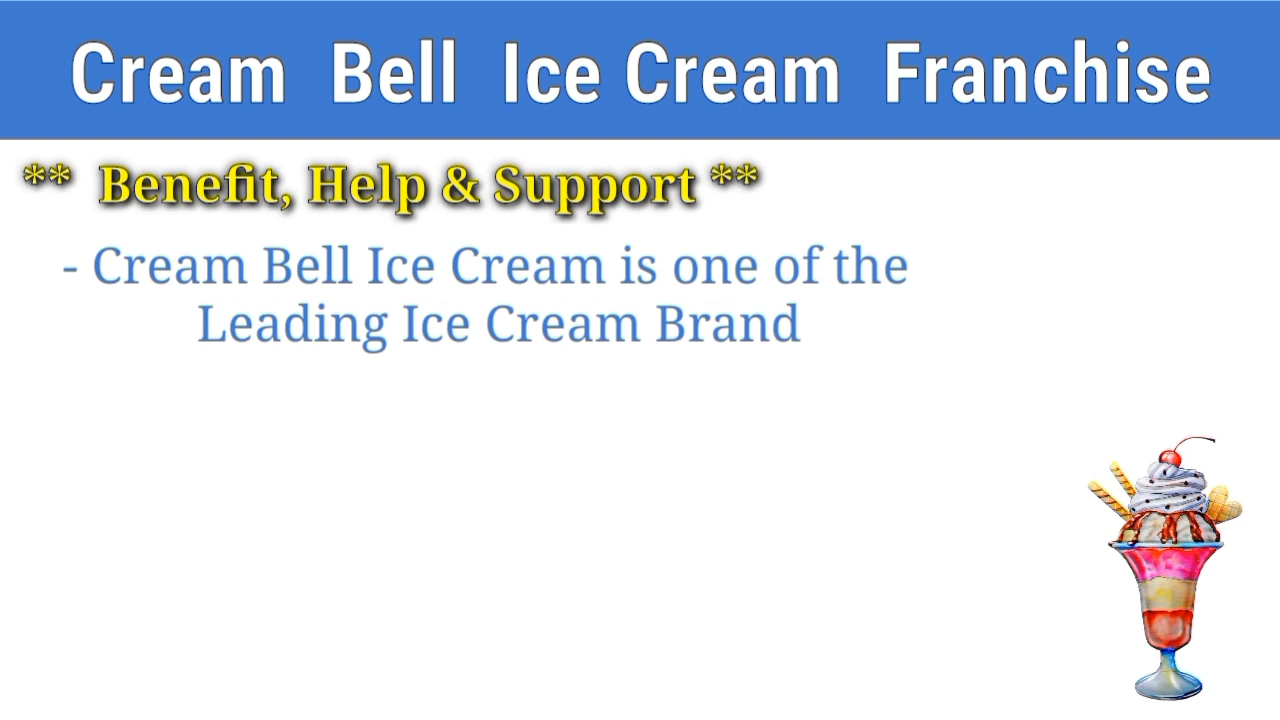 Cream Bell Ice Cream Franchise
** Benefit, Help & Support **
- Cream Bell Ice Cream is one of the
Leading Ice Cream Brand